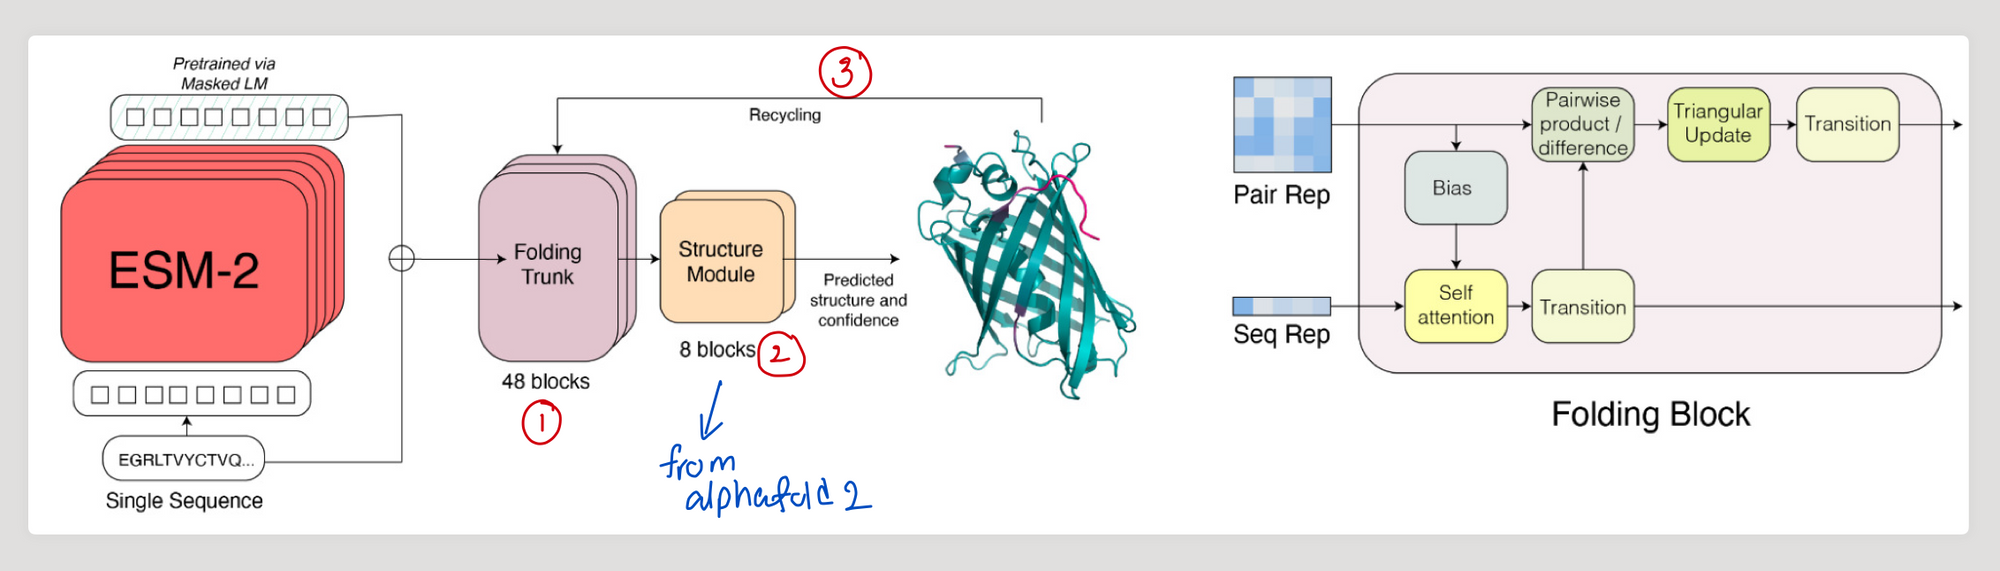 Pretrained via
Masked LM
ESM-2
EGRLTVYCTVQ...
Single Sequence
3
Recycling
Folding
Trunk
48 blocks
1
Structure
Module
8 blocks
2
from
alphafold 2
Predicted
structure and
confidence
Pair Rep
Seq Rep
Bias
Self
attention
Pairwise
product /
difference
Transition
Triangular
Update
Transition
Folding Block